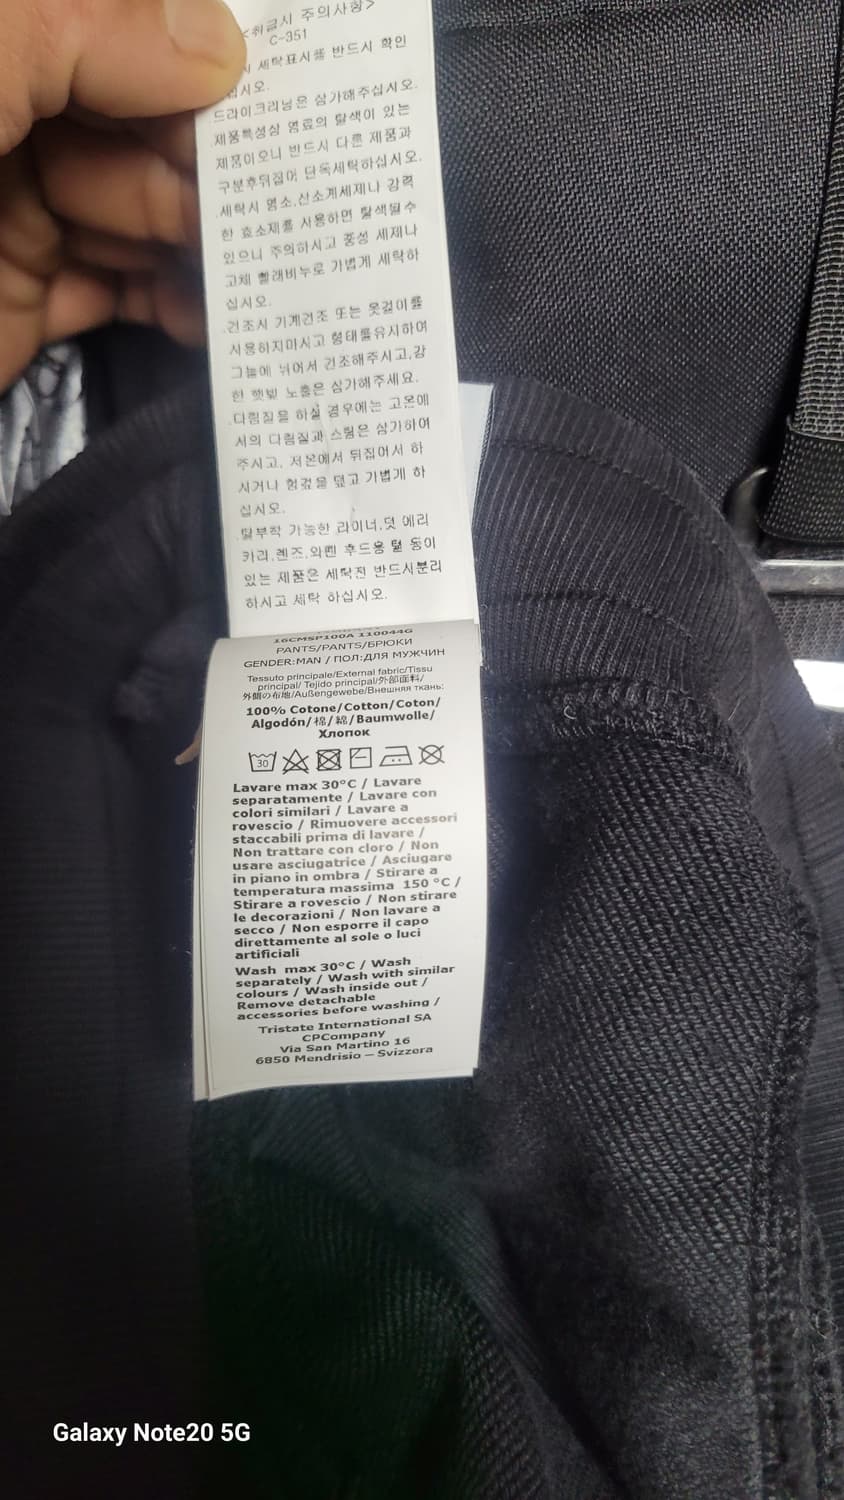 <취급시 주의사항>
C-351
시 세탁표시를 반드시 확인
십시오.
드라이크리닝은 삼가해주십시오.
.제품특성상 염료의 탈색이 있는
제품이오니 반드시 다른 제품과
구분후뒤집어 단독세탁하십시오.
.세탁시 염소,산소계세제나 강력
한 효소제를 사용하면 탈색될수
있으니 주의하시고 중성 세제나
고체 빨래비누로 가볍게 세탁하
십시오.
.건조시 기계건조 또는 옷걸이를
사용하지마시고 형태를유지하여
그늘에 뉘어서 건조해주시고,강
한 햇빛 노출은 삼가해주세요.
.다림질을 하실 경우에는 고온에
서의 다림질과 스팀은 삼가하여
주시고, 저온에서 뒤집어서 하
시거나 헝겊을 덮고 가볍게 하
십시오.
.탈부착 가능한 라이너,덧 에리
카라,렌즈,와펜 후드용 털 등이
있는 제품은 세탁전 반드시분리
하시고 세탁 하십시오.
16CMSP100A 110044G
PANTS/PANTS/БРЮКИ
GENDER:MAN / ПОЛ:ДЛЯ МУЖЧИН
Tessuto principale/External fabric/Tissu
principal/ Tejido principal/外部面料/
外側の布地/Außengewebe/Внешняя ткань:
100% Cotone/Cotton/Coton/
Algodón/棉/綿/Baumwolle/
Хлопок
30
Lavare max 30°C / Lavare
separatamente / Lavare con
colori similari / Lavare a
rovescio / Rimuovere accessori
staccabili prima di lavare /
Non trattare con cloro / Non
usare asciugatrice / Asciugare
in piano in ombra / Stirare a
temperatura massima 150 °C /
Stirare a rovescio / Non stirare
le decorazioni / Non lavare a
secco / Non esporre il capo
direttamente al sole o luci
artificiali
Wash max 30°C / Wash
separately / Wash with similar
colours / Wash inside out /
Remove detachable
accessories before washing /
Tristate International SA
CPCompany
Via San Martino 16
6850 Mendrisio – Svizzera
Galaxy Note20 5G